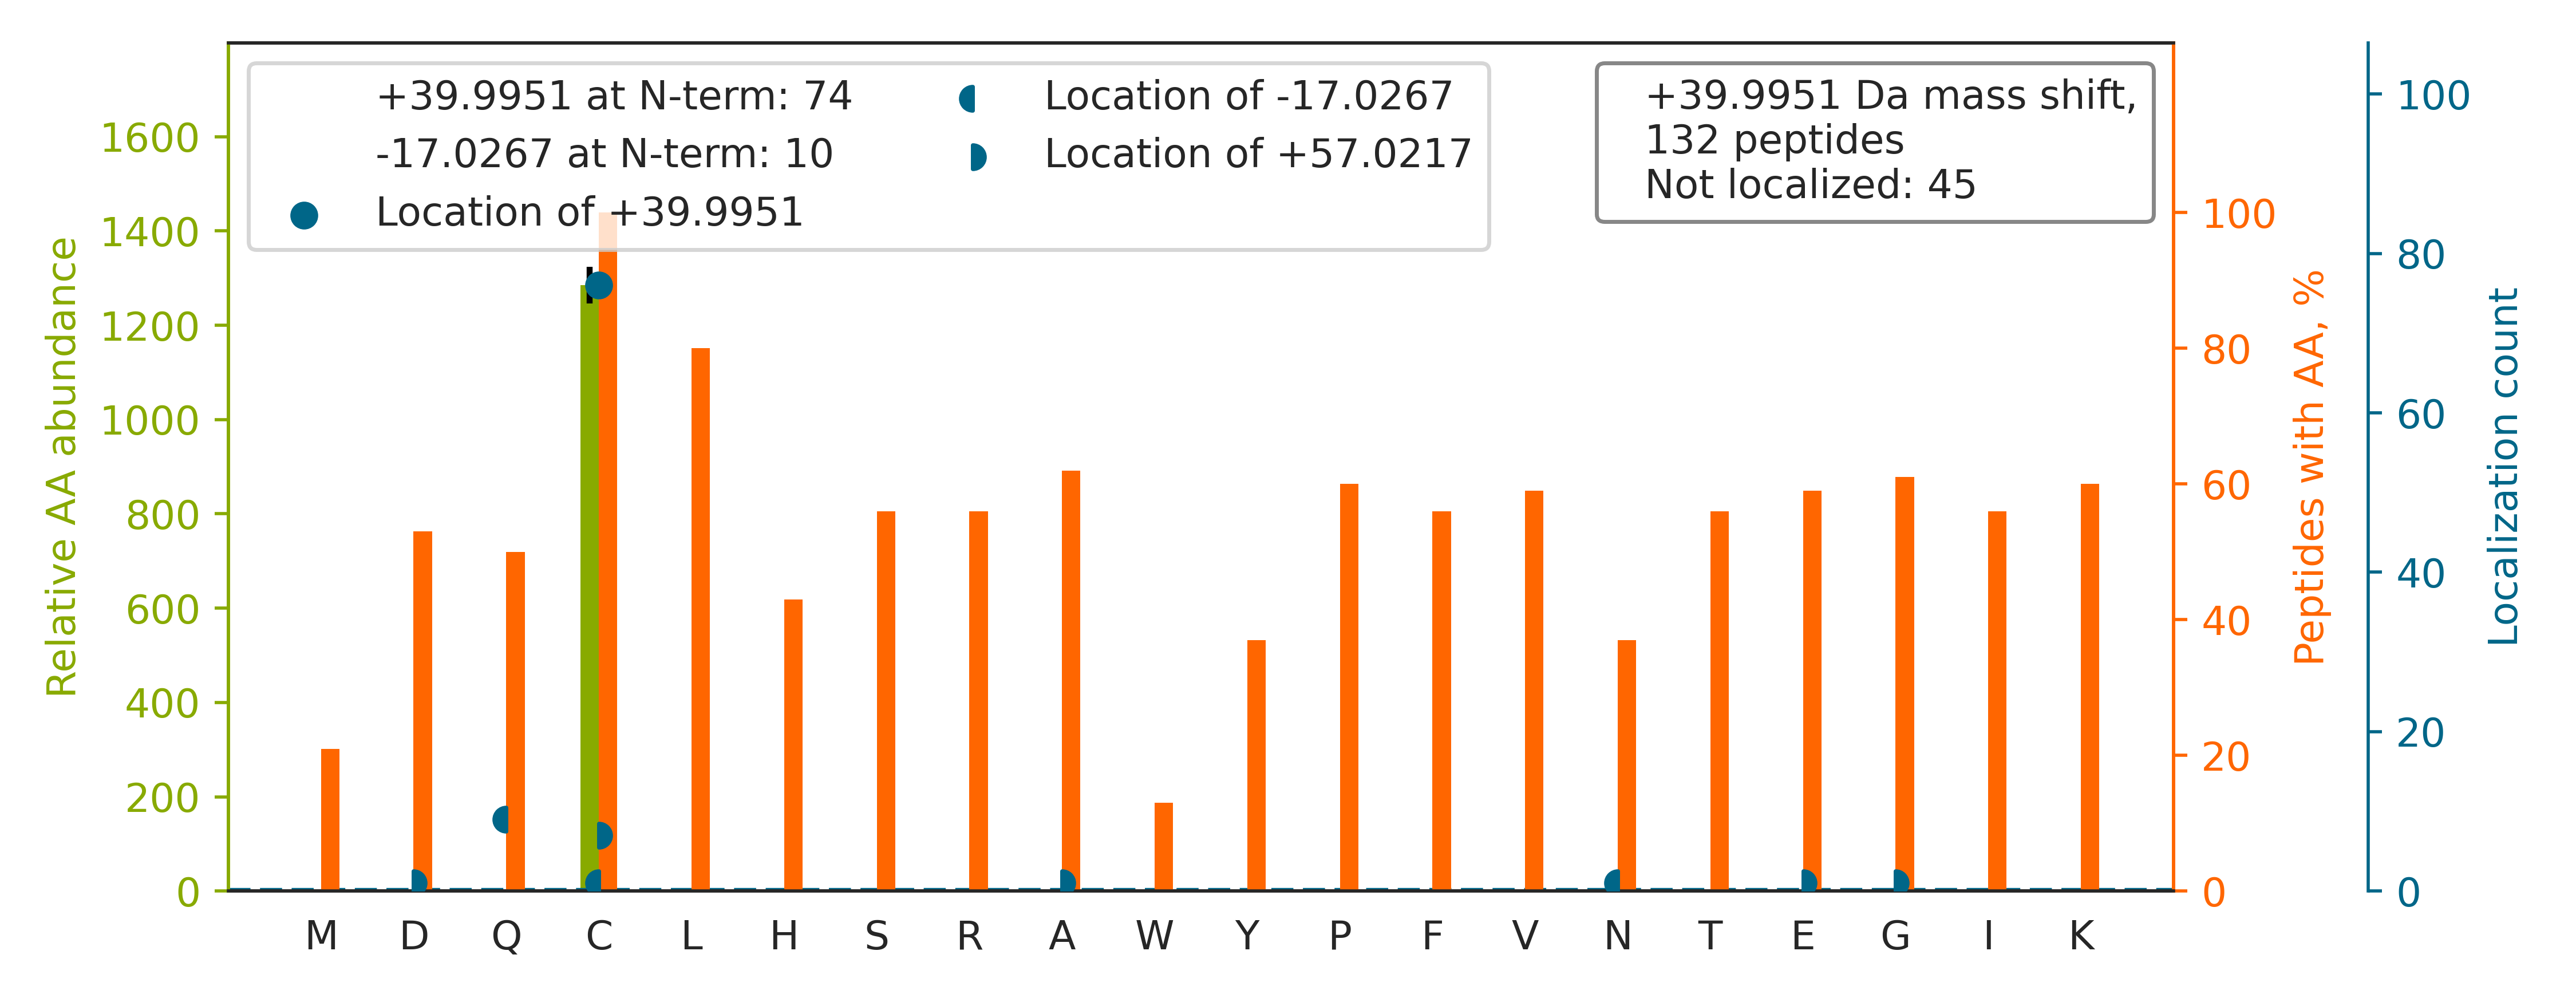 +39.9951 at N-term: 74
-17.0267 at N-term: 10
Location of +39.9951
Location of -17.0267
Location of +57.0217
+39.9951 Da mass shift,
132 peptides
Not localized: 45
Relative AA abundance
1600
1400
1200
1000
800
600
400
200
0
M D Q C L H S R A W Y P F V N T E G I K
100
80
60
40
20
0
Peptides with AA, %
100
80
60
40
20
0
Localization count